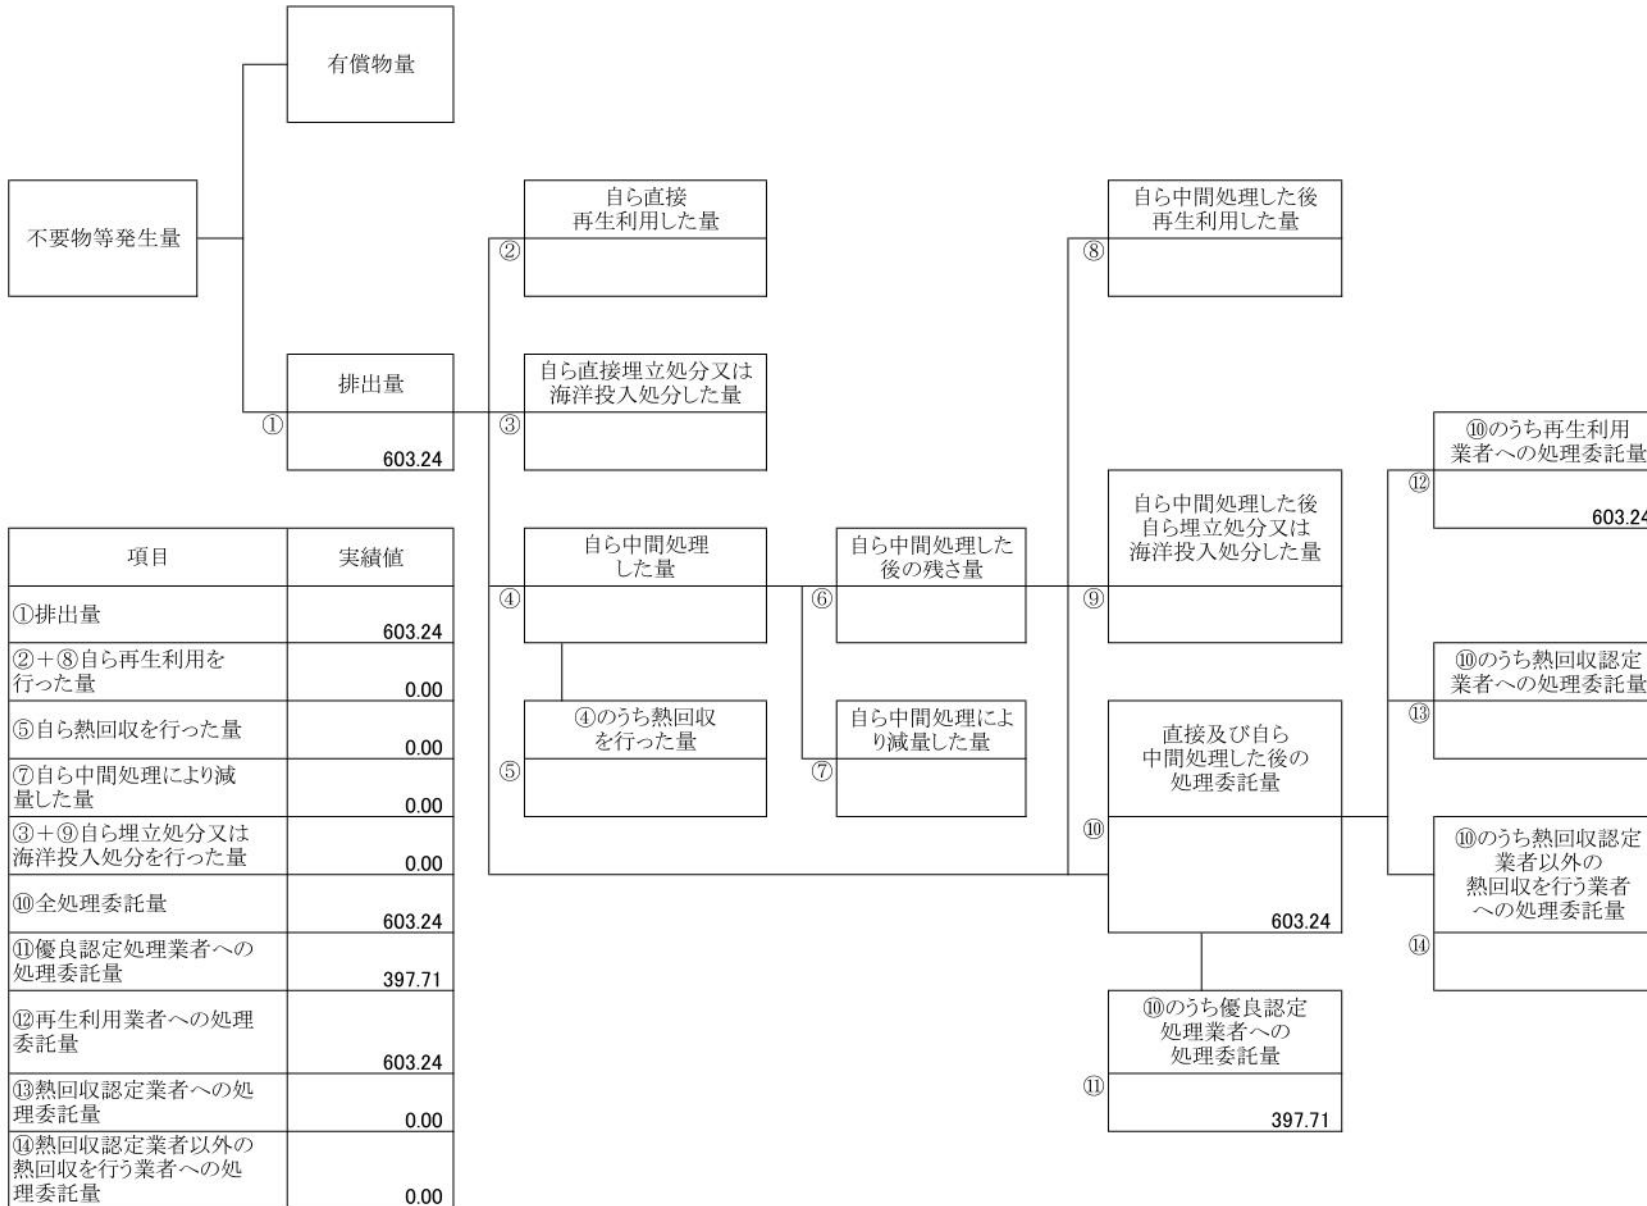 有償物量
不要物等発生量
自ら直接
再生利用した量
②
自ら中間処理した後
再生利用した量
⑧
排出量
①
603.24
自ら直接埋立処分又は
海洋投入処分した量
③
⑩のうち再生利用
業者への処理委託量
⑫
603.24
自ら中間処理
した量
④
自ら中間処理した
後の残さ量
⑥
自ら中間処理した後
自ら埋立処分又は
海洋投入処分した量
⑨
⑩のうち熱回収認定
業者への処理委託量
⑬
④のうち熱回収
を行った量
⑤
自ら中間処理によ
り減量した量
⑦
直接及び自ら
中間処理した後の
処理委託量
⑩
603.24
⑩のうち熱回収認定
業者以外の
熱回収を行う業者
への処理委託量
⑭
⑩のうち優良認定
処理業者への
処理委託量
⑪
397.71
項目 実績値
①排出量
603.24
②＋⑧自ら再生利用を
行った量 0.00
⑤自ら熱回収を行った量
0.00
⑦自ら中間処理により減
量した量 0.00
③＋⑨自ら埋立処分又は
海洋投入処分を行った量 0.00
⑩全処理委託量
603.24
⑪優良認定処理業者への
処理委託量 397.71
⑫再生利用業者への処理
委託量
603.24
⑬熱回収認定業者への処
理委託量 0.00
⑭熱回収認定業者以外の
熱回収を行う業者への処
理委託量 0.00